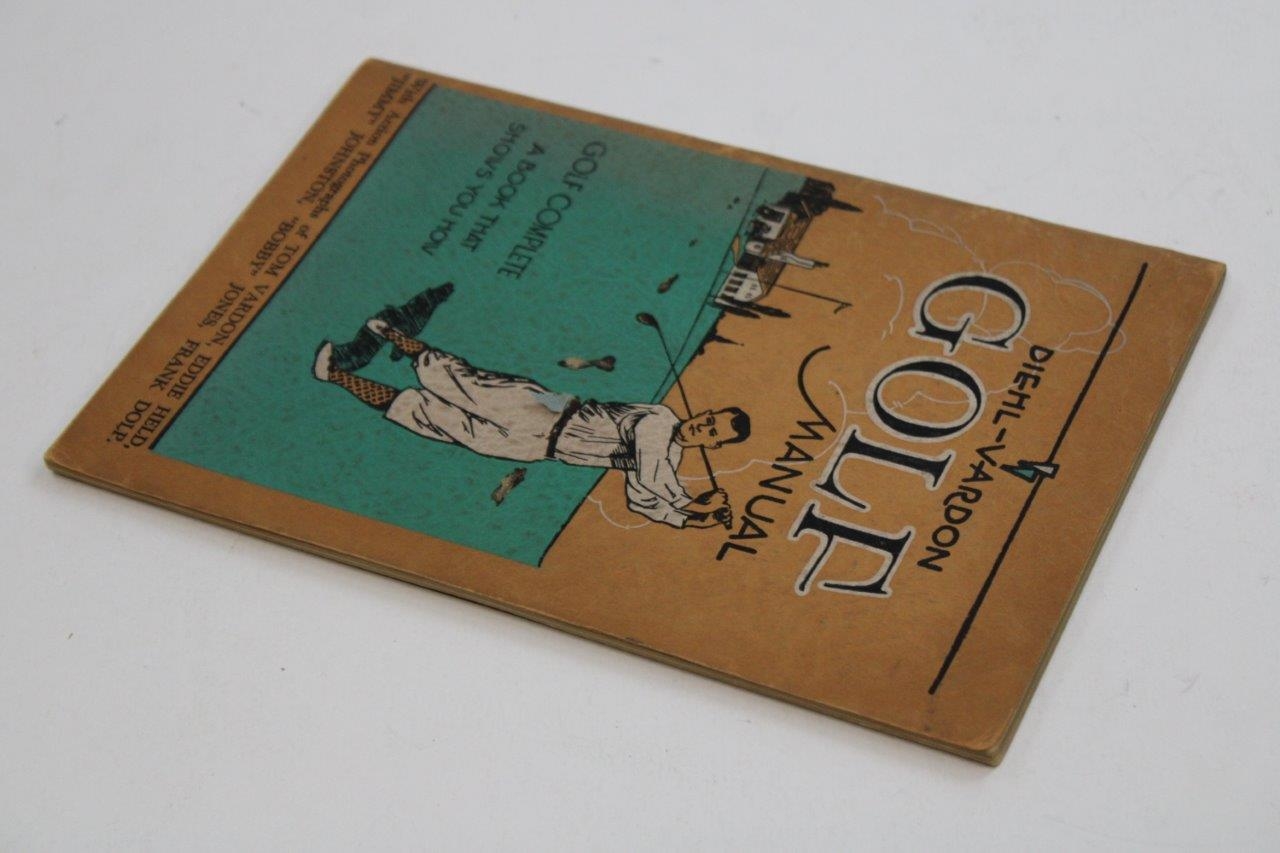 DIEHL-VARDON
GOLF
MANUAL
GOLF COMPLETE
A BOOK THAT
SHOWS YOU HOW
With Action Photographs of TOM VARDON, EDDIE HELD,
"JIMMY" JOHNSTON, "BOBBY" JONES, FRANK DOLP.